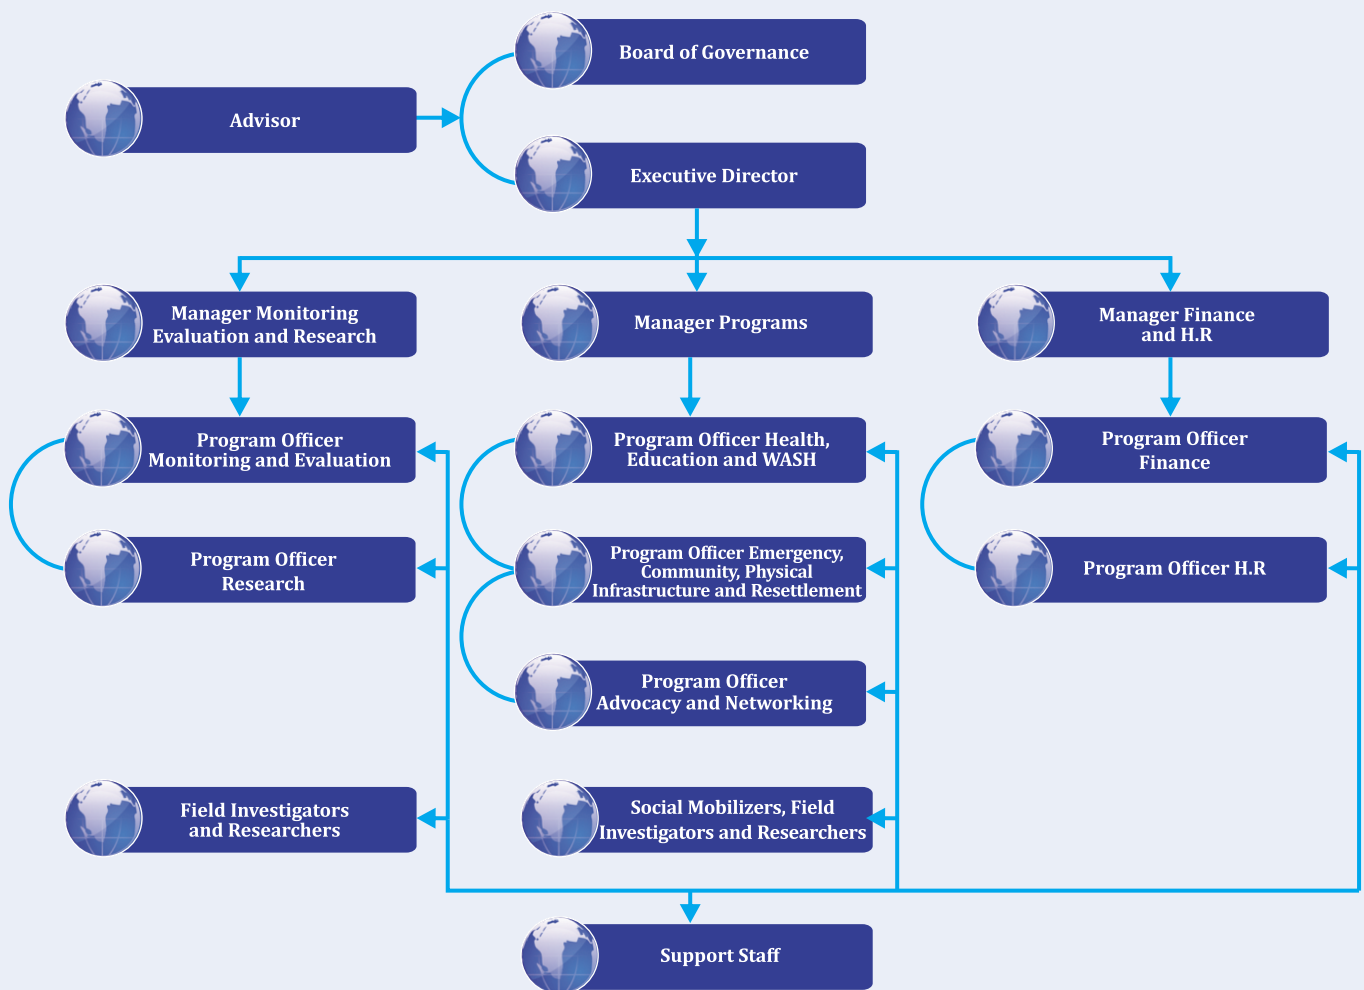 Board of Governance
Advisor
Executive Director
Manager Monitoring
Evaluation and Research
Manager Programs
Manager Finance
and H.R
Program Officer
Monitoring and Evaluation
Program Officer Health,
Education and WASH
Program Officer
Finance
Program Officer
Research
Program Officer Emergency,
Community, Physical
Infrastructure and Resettlement
Program Officer H.R
Program Officer
Advocacy and Networking
Field Investigators
and Researchers
Social Mobilizers, Field
Investigators and Researchers
Support Staff